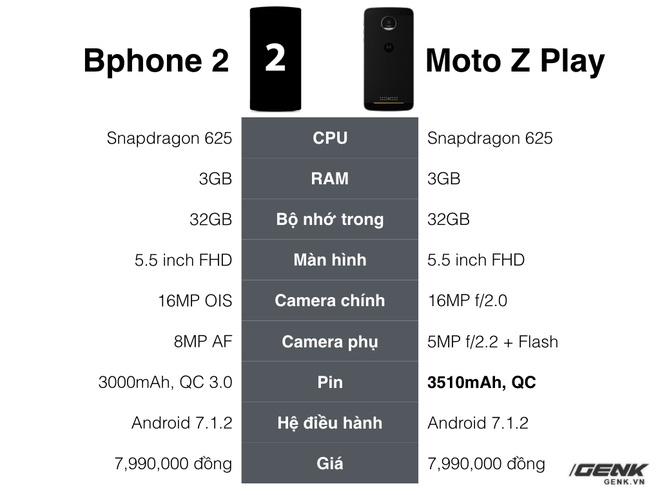 Bphone 2
2
Moto Z Play
Snapdragon 625 CPU Snapdragon 625
3GB RAM 3GB
32GB Bộ nhớ trong 32GB
5.5 inch FHD Màn hình 5.5 inch FHD
16MP OIS Camera chính 16MP f/2.0
8MP AF Camera phụ 5MP f/2.2 + Flash
3000mAh, QC 3.0 Pin 3510mAh, QC
Android 7.1.2 Hệ điều hành Android 7.1.2
7,990,000 đồng Giá 7,990,000 đồng
GENK
GENK.VN